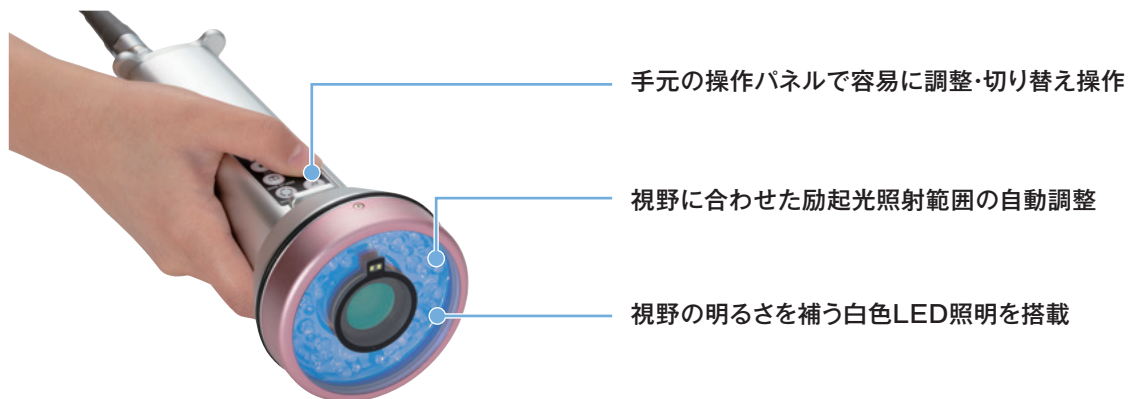 手元の操作パネルで容易に調整・切り替え操作
視野に合わせた励起光照射範囲の自動調整
視野の明るさを補う白色LED照明を搭載